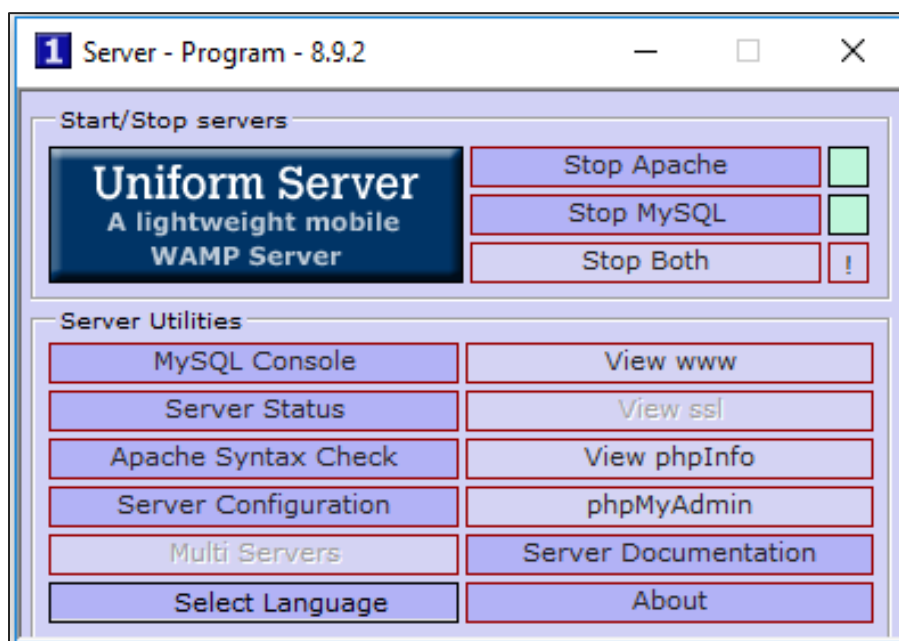 1 Server - Program - 8.9.2
Start/Stop servers
Uniform Server
A lightweight mobile
WAMP Server
Stop Apache
Stop MySQL
Stop Both !
Server Utilities
MySQL Console View www
Server Status View ssl
Apache Syntax Check View phpInfo
Server Configuration phpMyAdmin
Multi Servers Server Documentation
Select Language About